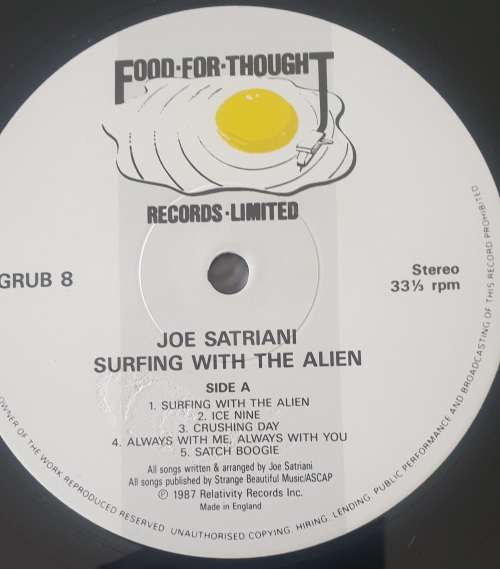 FOOD·FOR·THOUGHT
RECORDS·LIMITED
GRUB 8
Stereo
33⅓ rpm
JOE SATRIANI
SURFING WITH THE ALIEN
SIDE A
1. SURFING WITH THE ALIEN
2. ICE NINE
3. CRUSHING DAY
4. ALWAYS WITH ME, ALWAYS WITH YOU
5. SATCH BOOGIE
All songs written & arranged by Joe Satriani
All songs published by Strange Beautiful Music/ASCAP
℗ 1987 Relativity Records Inc.
Made in England
OWNER OF THE WORK REPRODUCED RESERVED. UNAUTHORISED COPYING, HIRING, LENDING, PUBLIC PERFORMANCE AND BROADCASTING OF THIS RECORD PROHIBITED